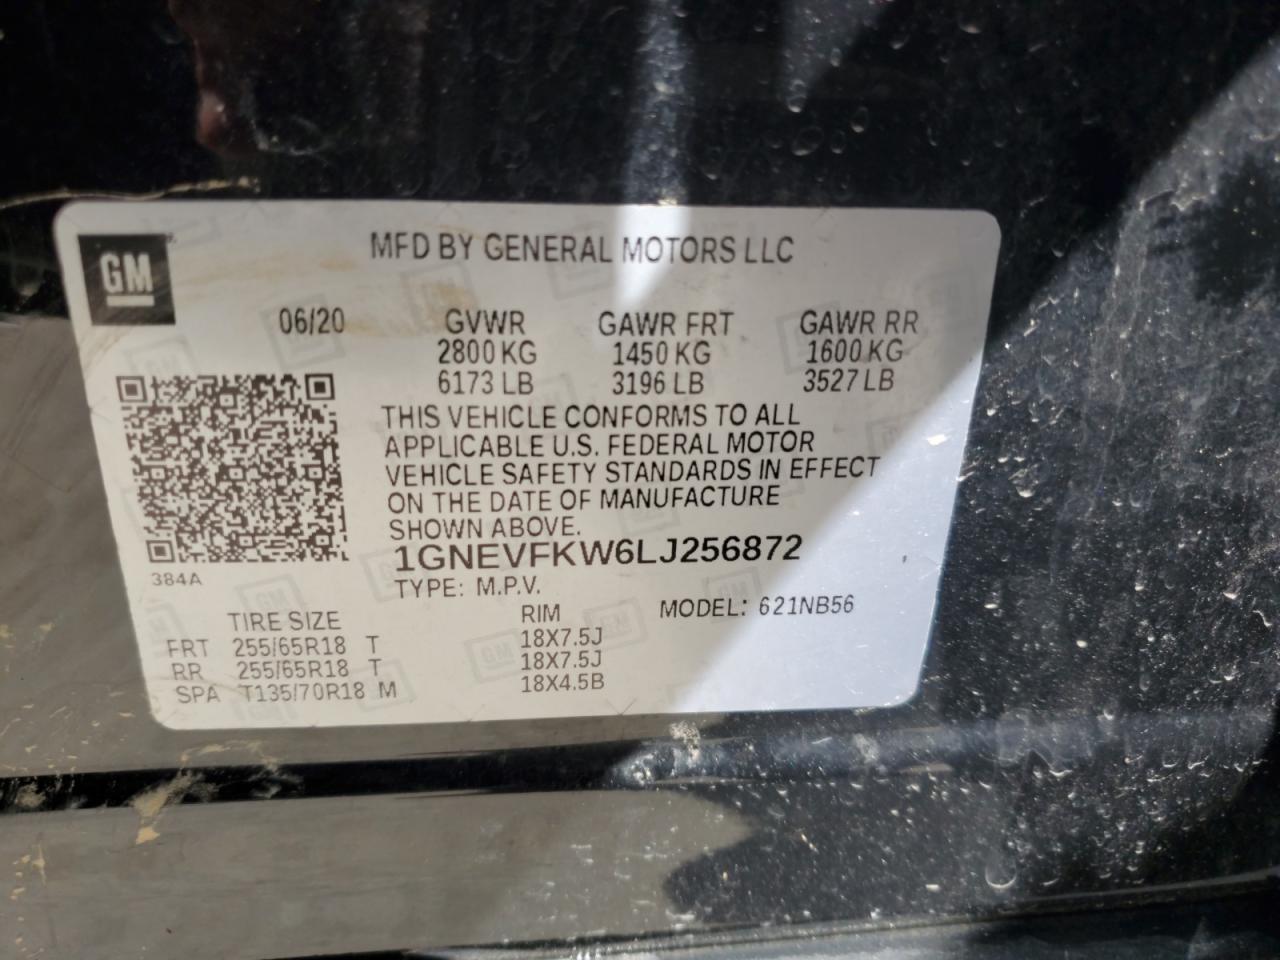 GM
MFD BY GENERAL MOTORS LLC
06/20 GVWR GAWR FRT GAWR RR
2800 KG 1450 KG 1600 KG
6173 LB 3196 LB 3527 LB
THIS VEHICLE CONFORMS TO ALL
APPLICABLE U.S. FEDERAL MOTOR
VEHICLE SAFETY STANDARDS IN EFFECT
ON THE DATE OF MANUFACTURE
SHOWN ABOVE.
1GNEVFKW6LJ256872
384A
TYPE: M.P.V.
TIRE SIZE RIM MODEL: 621NB56
FRT 255/65R18 T 18X7.5J
RR 255/65R18 T 18X7.5J
SPA T135/70R18 M 18X4.5B